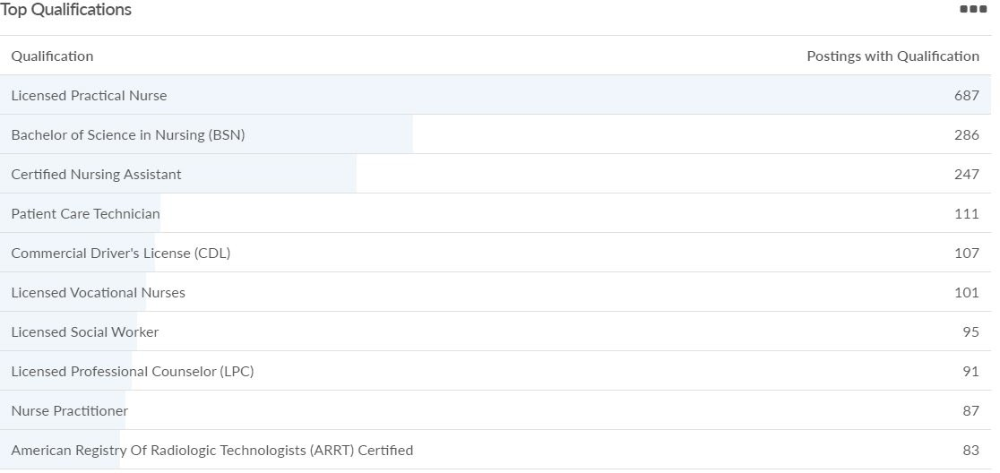 Top Qualifications
Qualification Postings with Qualification
Licensed Practical Nurse 687
Bachelor of Science in Nursing (BSN) 286
Certified Nursing Assistant 247
Patient Care Technician 111
Commercial Driver's License (CDL) 107
Licensed Vocational Nurses 101
Licensed Social Worker 95
Licensed Professional Counselor (LPC) 91
Nurse Practitioner 87
American Registry Of Radiologic Technologists (ARRT) Certified 83